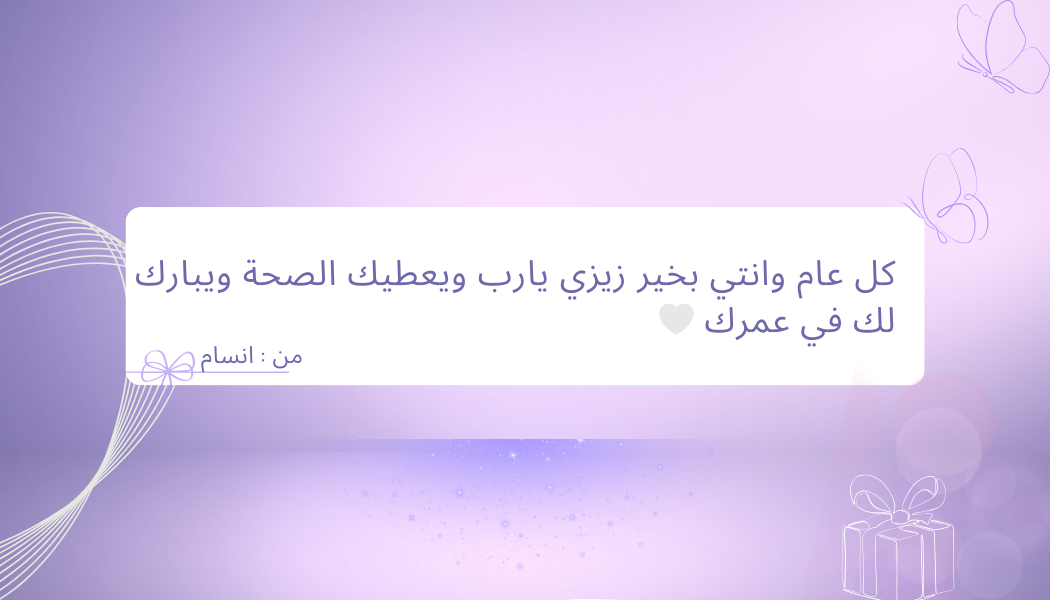 كل عام وانتي بخير زيزي يارب ويعطيك الصحة ويبارك
لك في عمرك 🤍
من : انسام